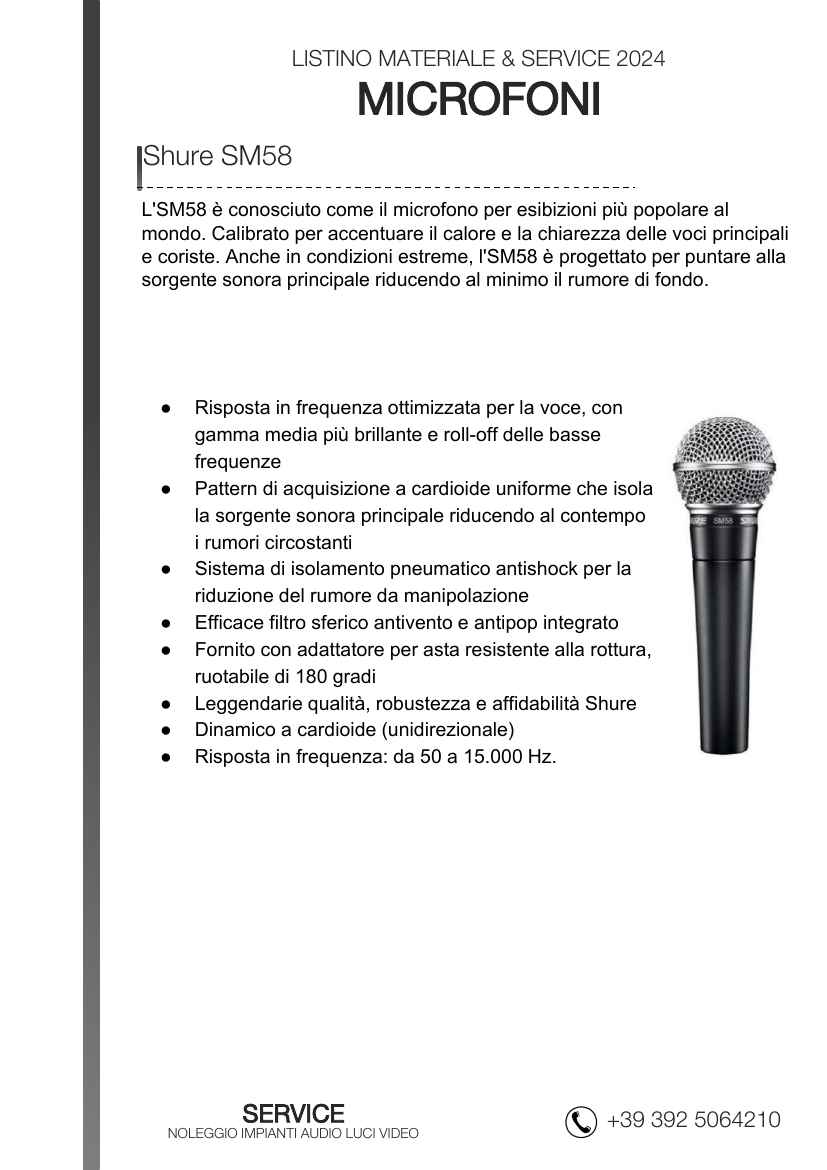 LISTINO MATERIALE & SERVICE 2024
MICROFONI
Shure SM58
L'SM58 è conosciuto come il microfono per esibizioni più popolare al
mondo. Calibrato per accentuare il calore e la chiarezza delle voci principali
e coriste. Anche in condizioni estreme, l'SM58 è progettato per puntare alla
sorgente sonora principale riducendo al minimo il rumore di fondo.
● Risposta in frequenza ottimizzata per la voce, con
gamma media più brillante e roll-off delle basse
frequenze
● Pattern di acquisizione a cardioide uniforme che isola
la sorgente sonora principale riducendo al contempo
i rumori circostanti
● Sistema di isolamento pneumatico antishock per la
riduzione del rumore da manipolazione
● Efficace filtro sferico antivento e antipop integrato
● Fornito con adattatore per asta resistente alla rottura,
ruotabile di 180 gradi
● Leggendarie qualità, robustezza e affidabilità Shure
● Dinamico a cardioide (unidirezionale)
● Risposta in frequenza: da 50 a 15.000 Hz.
SM58
SERVICE
NOLEGGIO IMPIANTI AUDIO LUCI VIDEO
+39 392 5064210